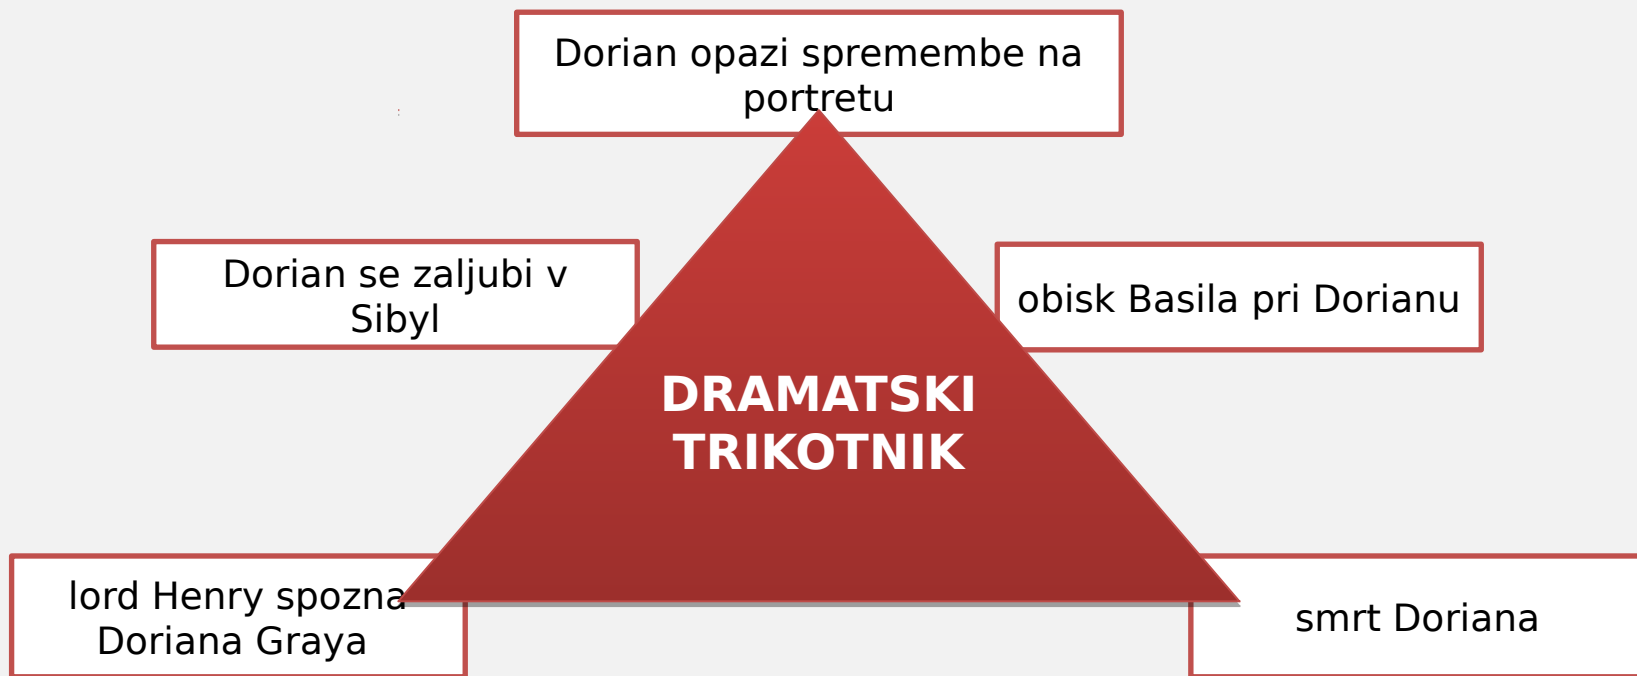 Dorian opazi spremembe na
portretu
Dorian se zaljubi v
Sibyl
obisk Basila pri Dorianu
DRAMATSKI
TRIKOTNIK
lord Henry spozna
Doriana Graya
smrt Doriana